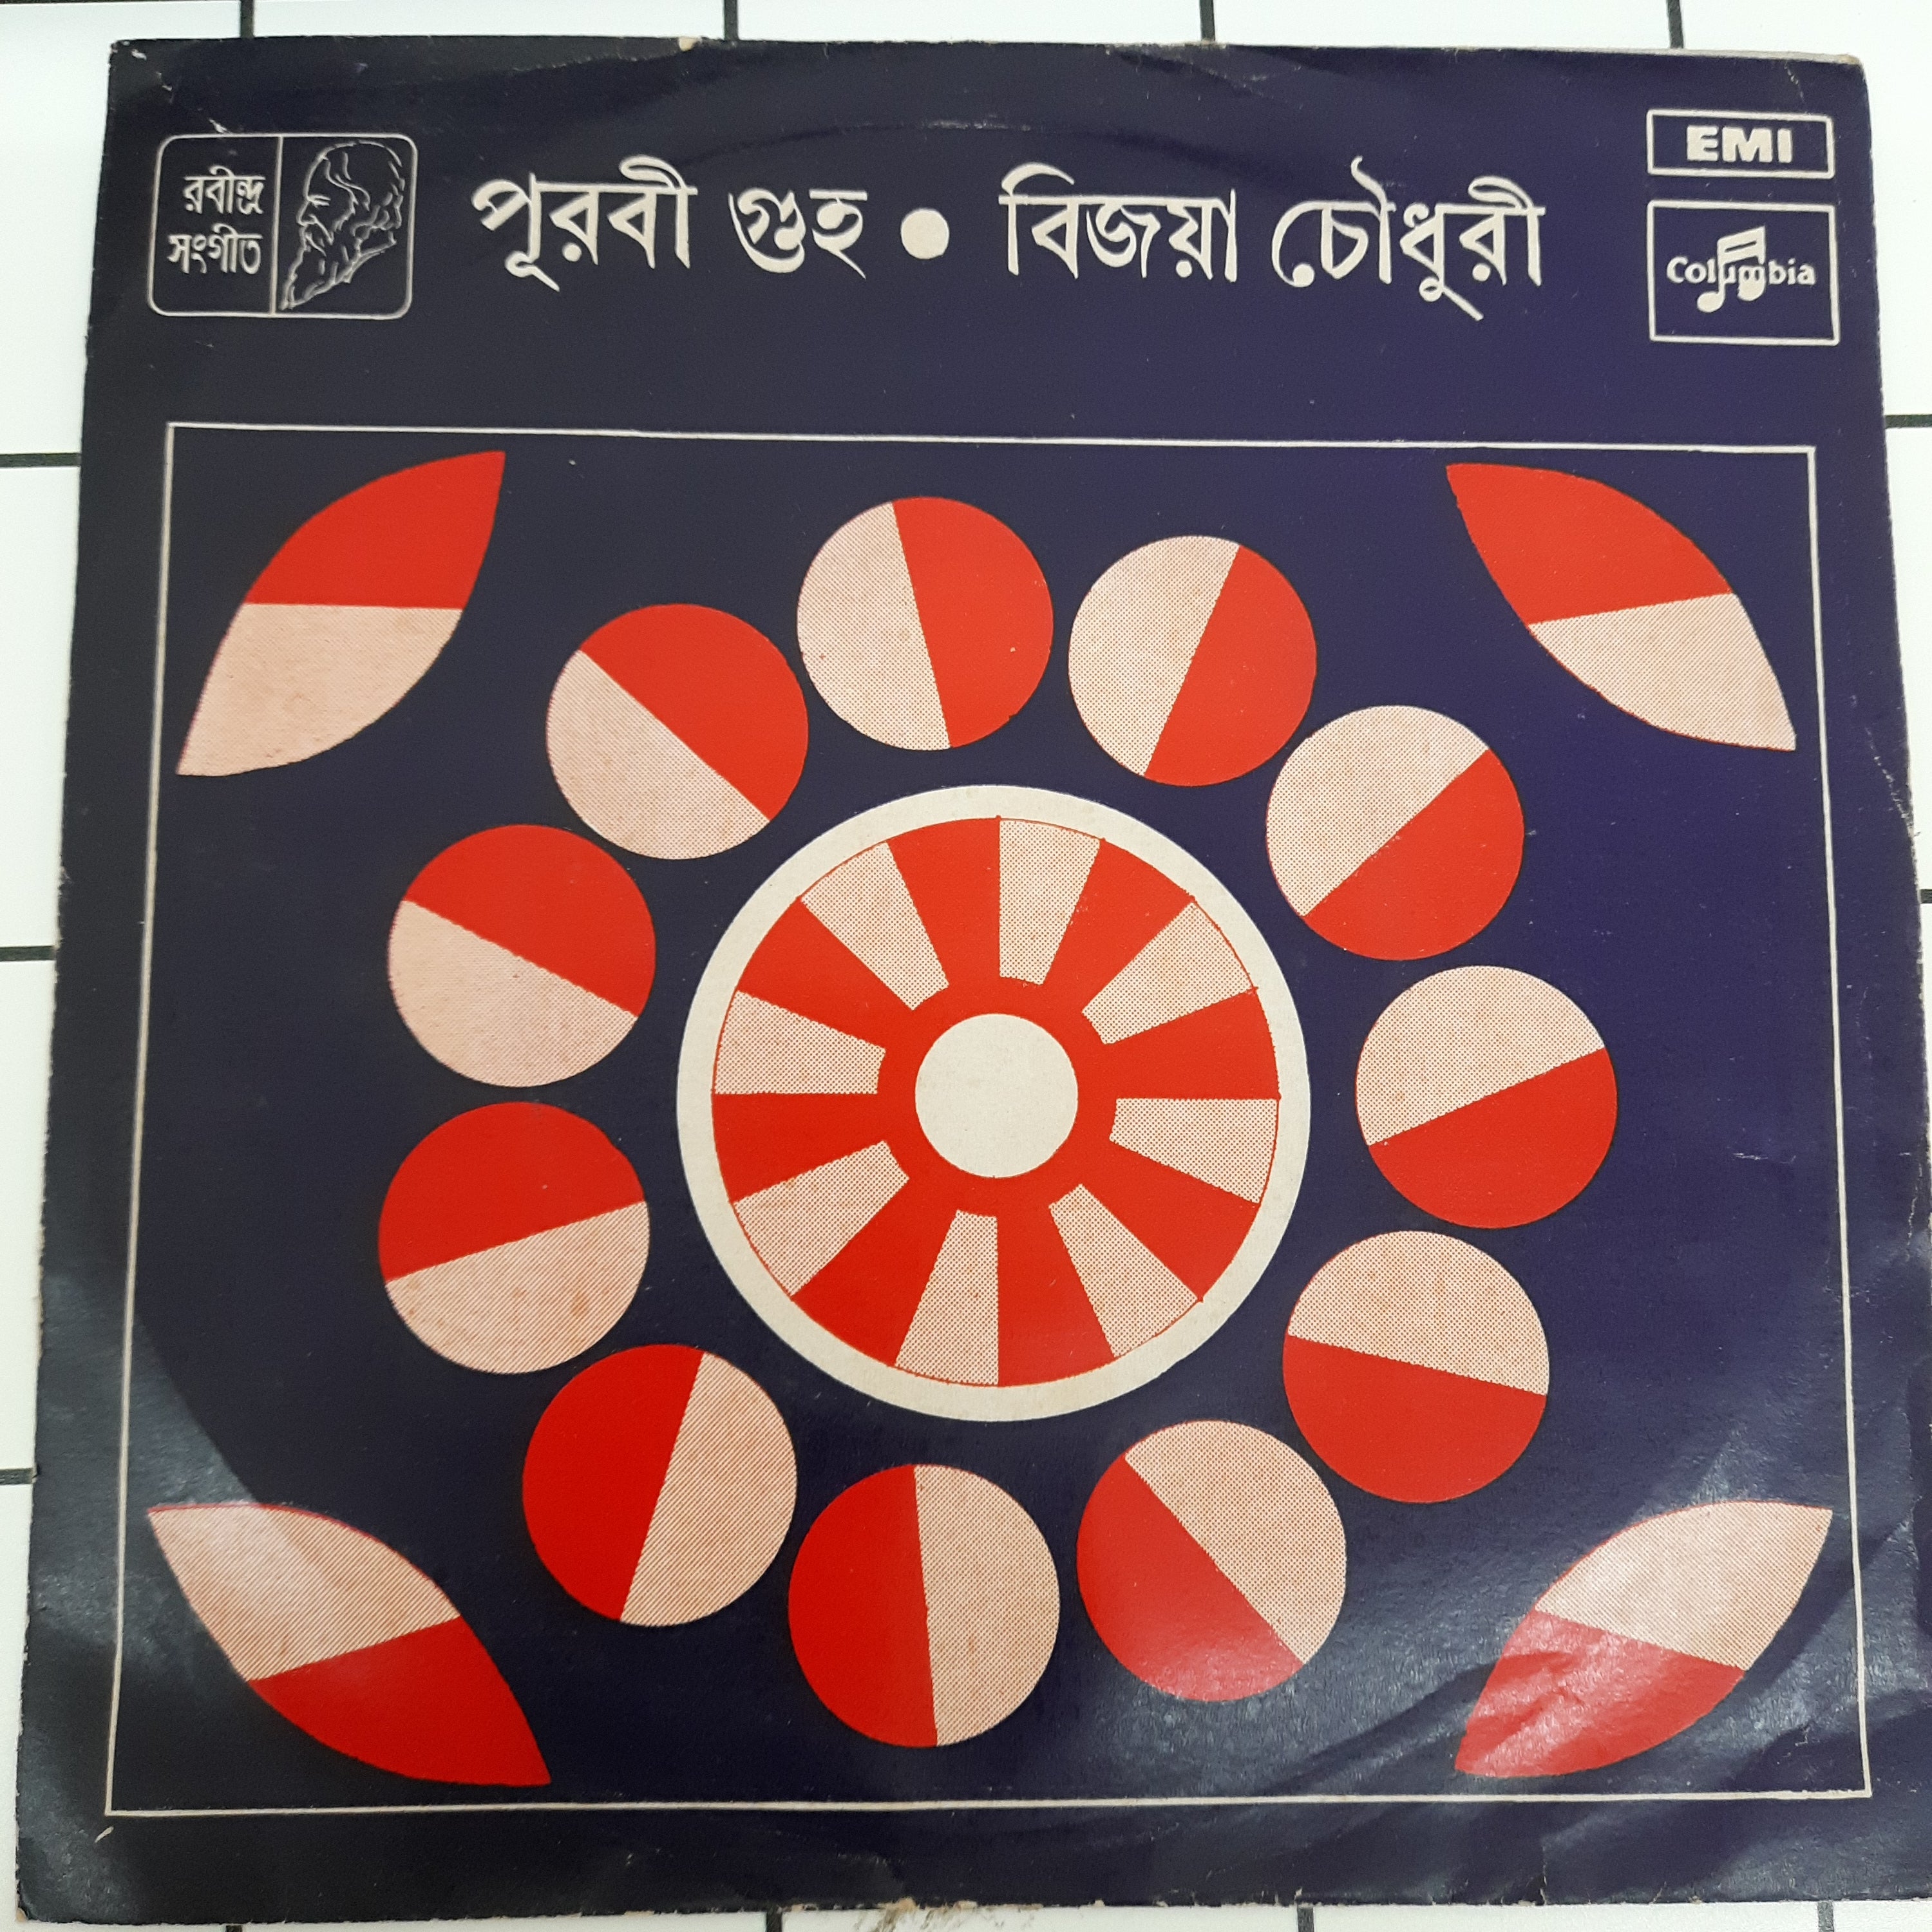 রবীন্দ্র
সংগীত
পূরবী গুহ • বিজয়া চৌধুরী
EMI
Columbia